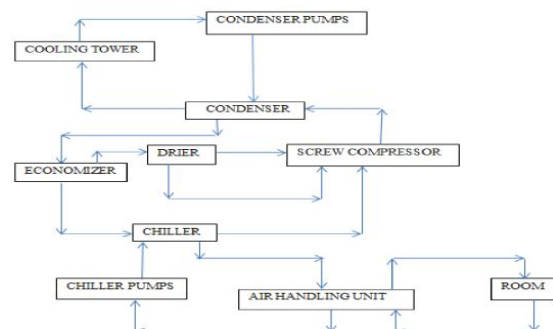 CONDENSER PUMPS
COOLING TOWER
CONDENSER
DRIER
SCREW COMPRESSOR
ECONOMIZER
CHILLER
CHILLER PUMPS
AIR HANDLING UNIT
ROOM